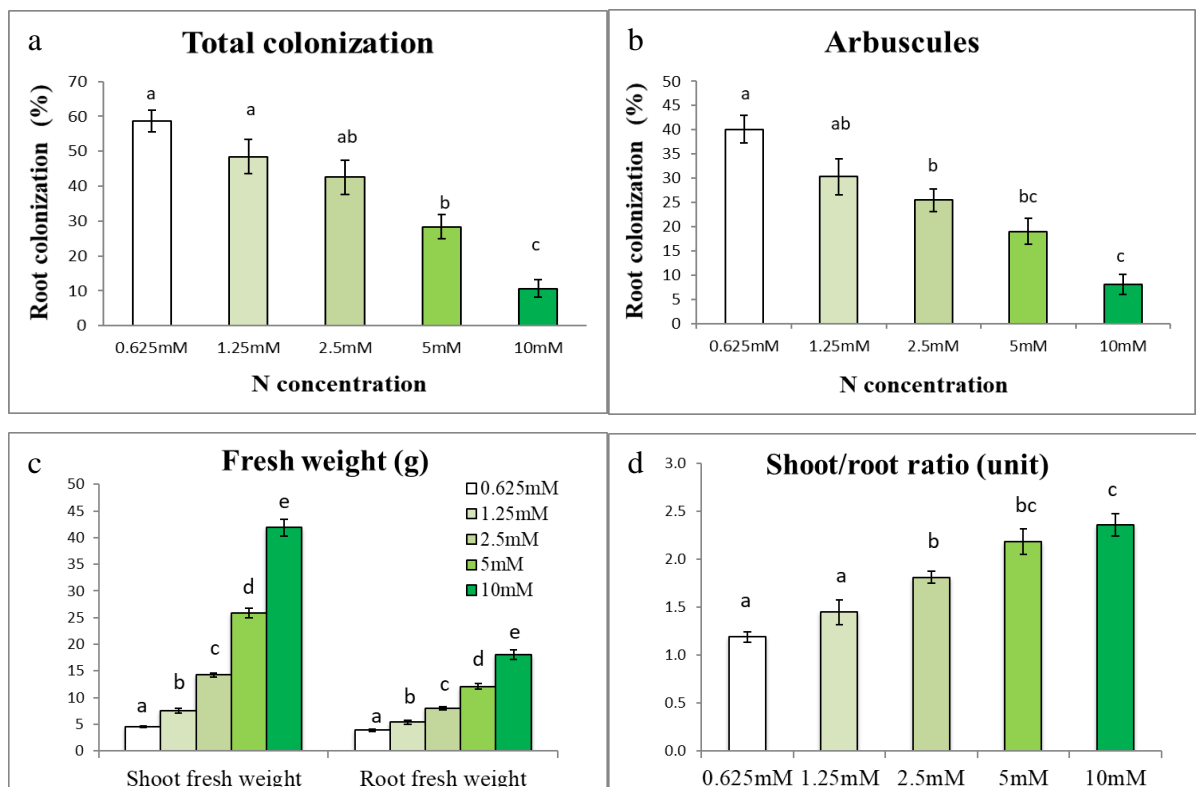 a
Total colonization
Root colonization (%)
70
60
50
40
30
20
10
0
a
a
ab
b
c
0.625mM 1.25mM 2.5mM 5mM 10mM
N concentration
b
Arbuscules
Root colonization (%)
50
45
40
35
30
25
20
15
10
5
0
a
ab
b
bc
c
0.625mM 1.25mM 2.5mM 5mM 10mM
N concentration
c
Fresh weight (g)
50
45
40
35
30
25
20
15
10
5
0
a
b
c
d
e
a
b
c
d
e
0.625mM
1.25mM
2.5mM
5mM
10mM
Shoot fresh weight Root fresh weight
d
Shoot/root ratio (unit)
3.0
2.5
2.0
1.5
1.0
0.5
0.0
a
a
b
bc
c
0.625mM 1.25mM 2.5mM 5mM 10mM